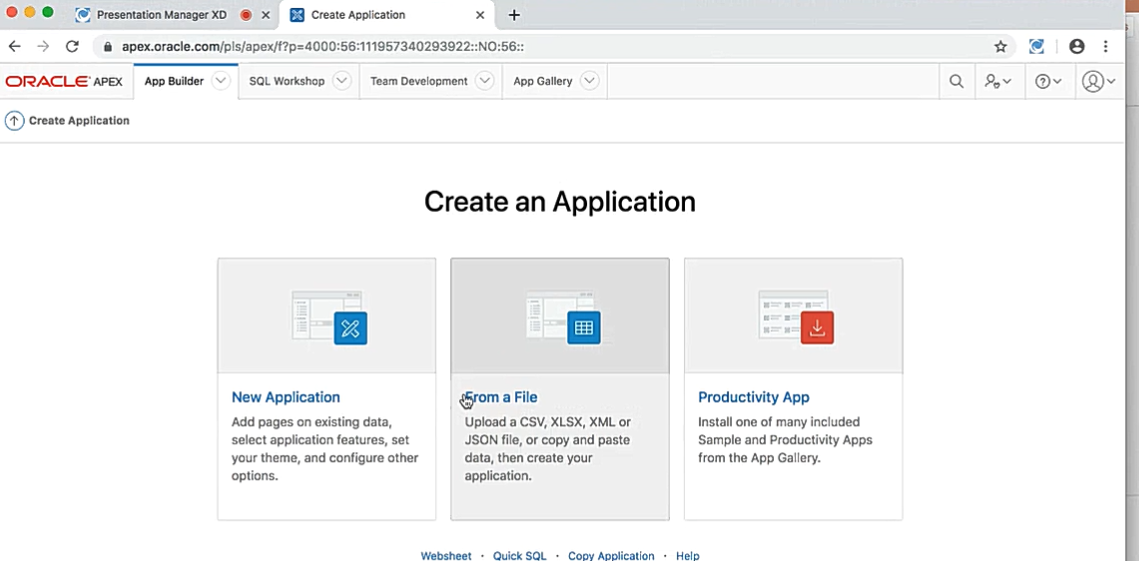 Presentation Manager XD
Create Application
apex.oracle.com/pls/apex/f?p=4000:56:111957340293922::NO:56::
ORACLE APEX App Builder SQL Workshop Team Development App Gallery
Create Application
Create an Application
New Application
Add pages on existing data,
select application features, set
your theme, and configure other
options.
From a File
Upload a CSV, XLSX, XML or
JSON file, or copy and paste
data, then create your
application.
Productivity App
Install one of many included
Sample and Productivity Apps
from the App Gallery.
Websheet · Quick SQL · Copy Application · Help